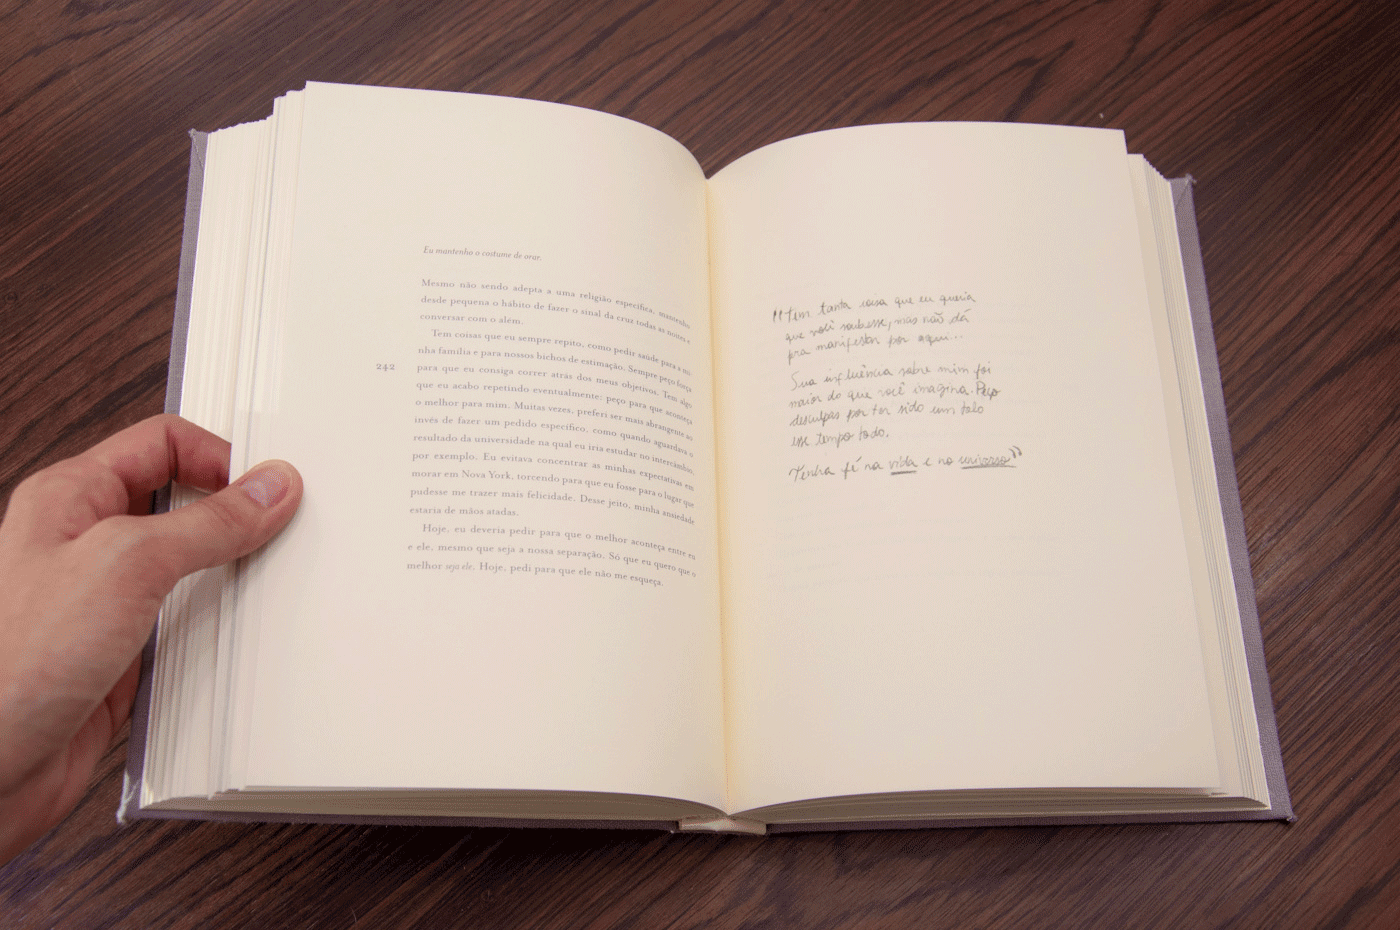 Eu mantenho o costume de orar.
Mesmo não sendo adepta a uma religião específica, mantenho
desde pequena o hábito de fazer o sinal da cruz todas as noites e
conversar com o além.
Tem coisas que eu sempre repito, como pedir saúde para a mi-
nha família e para nossos bichos de estimação. Sempre peço força
para que eu consiga correr atrás dos meus objetivos. Tem algo
que eu acabo repetindo eventualmente: peço para que aconteça
o melhor para mim. Muitas vezes, preferi ser mais abrangente ao
invés de fazer um pedido específico, como quando aguardava o
resultado da universidade na qual eu iria estudar no intercâmbio,
por exemplo. Eu evitava concentrar as minhas expectativas em
morar em Nova York, torcendo para que eu fosse para o lugar que
pudesse me trazer mais felicidade. Desse jeito, minha ansiedade
estaria de mãos atadas.
Hoje, eu deveria pedir para que o melhor aconteça entre eu
e ele, mesmo que seja a nossa separação. Só que eu quero que o
melhor seja ele. Hoje, pedi para que ele não me esqueça.
242
"Tem tanta coisa que eu queria
que você soubesse, mas não dá
pra manifestar por aqui...
Sua influência sobre mim foi
maior do que você imagina. Peço
desculpas por ter sido um tolo
esse tempo todo.
Tenha fé na vida e no universo"